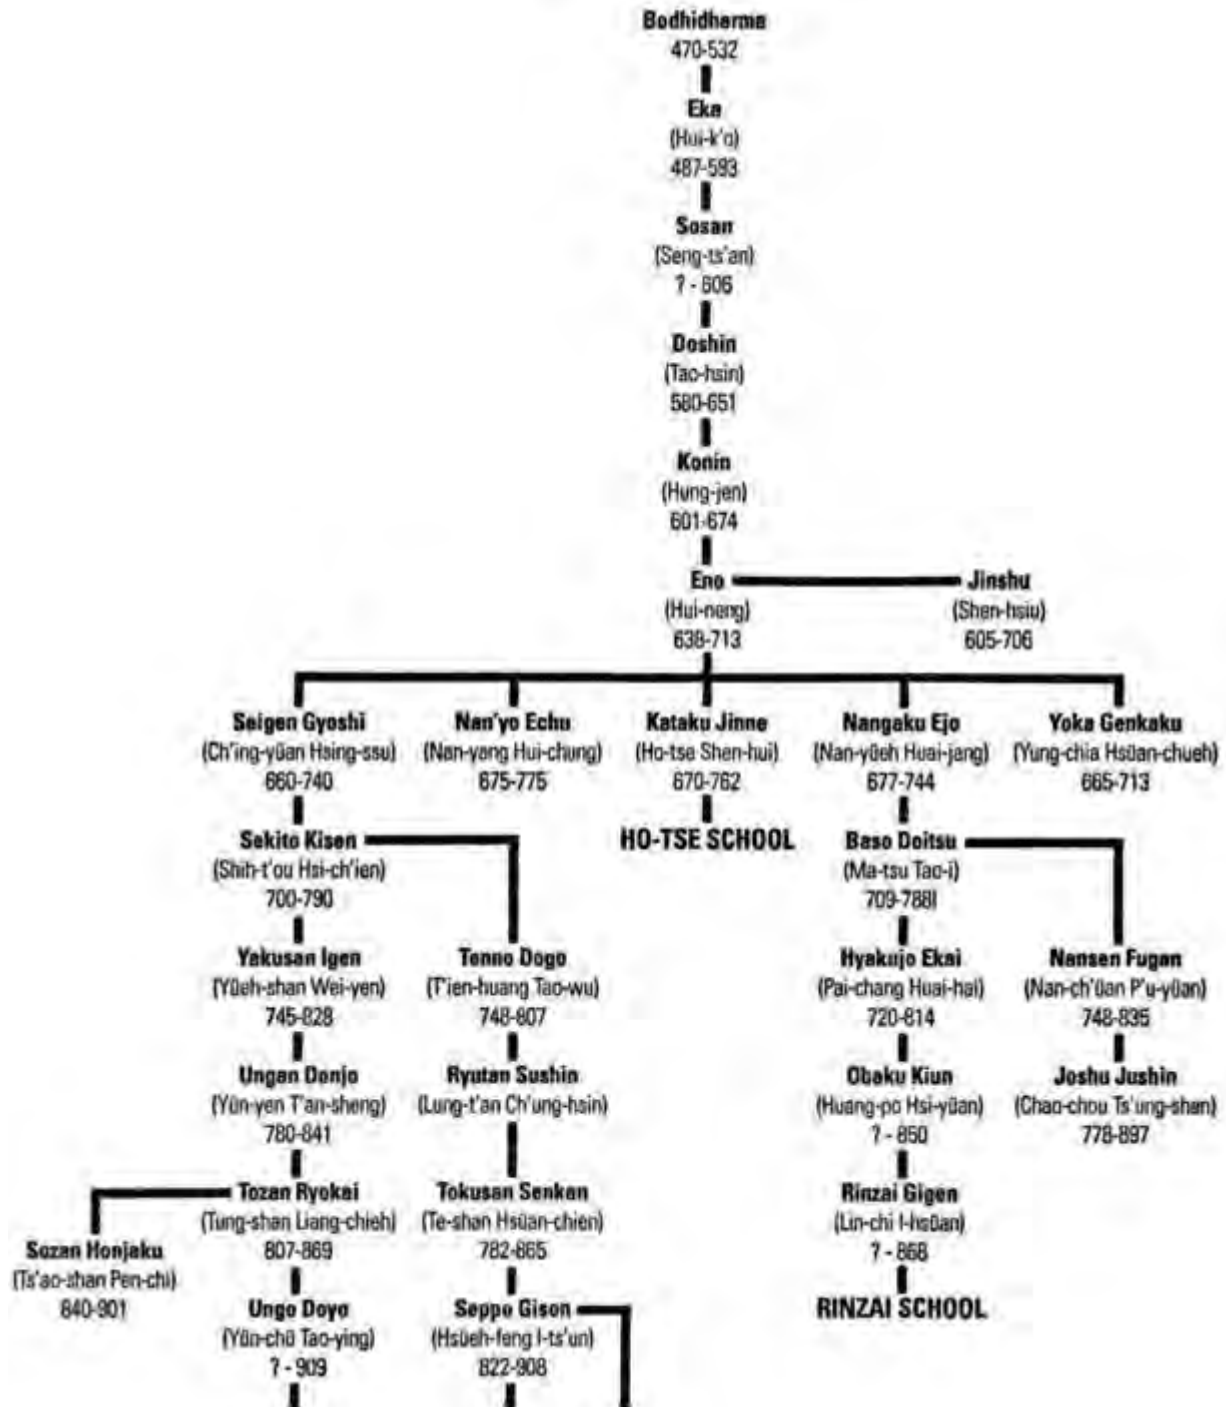 Bodhidharma
470-532
Eka
(Hui-k'o)
487-593
Sosan
(Seng-ts'an)
? - 606
Doshin
(Tao-hsin)
580-651
Konin
(Hung-jen)
601-674
Eno
(Hui-neng)
638-713
Jinshu
(Shen-hsiu)
605-706
Seigen Gyoshi
(Ch'ing-yüan Hsing-ssu)
660-740
Nan'yo Echu
(Nan-yang Hui-chung)
675-775
Kataku Jinne
(Ho-tse Shen-hui)
670-762
HO-TSE SCHOOL
Nangaku Ejo
(Nan-yüeh Huai-jang)
677-744
Yoka Genkaku
(Yung-chia Hsüan-chueh)
665-713
Sekito Kisen
(Shih-t'ou Hsi-ch'ien)
700-790
Baso Doitsu
(Ma-tsu Tao-i)
709-788l
Yakusan Igen
(Yüeh-shan Wei-yen)
745-828
Tenno Dogo
(T'ien-huang Tao-wu)
748-807
Hyakujo Ekai
(Pai-chang Huai-hai)
720-814
Nansen Fugan
(Nan-ch'üan P'u-yüan)
748-835
Ungan Donjo
(Yün-yen T'an-sheng)
780-841
Ryutan Sushin
(Lung-t'an Ch'ung-hsin)
Obaku Kiun
(Huang-po Hsi-yüan)
? - 850
Joshu Jushin
(Chao-chou Ts'ung-shen)
778-897
Tozan Ryokai
(Tung-shan Liang-chieh)
807-869
Tokusan Senkan
(Te-shan Hsüan-chien)
782-865
Rinzai Gigen
(Lin-chi I-hsüan)
? - 868
RINZAI SCHOOL
Sozan Honjaku
(Ts'ao-shan Pen-chi)
840-901
Ungo Doyo
(Yün-chü Tao-ying)
? - 909
Seppo Gison
(Hsüeh-feng I-ts'un)
822-908